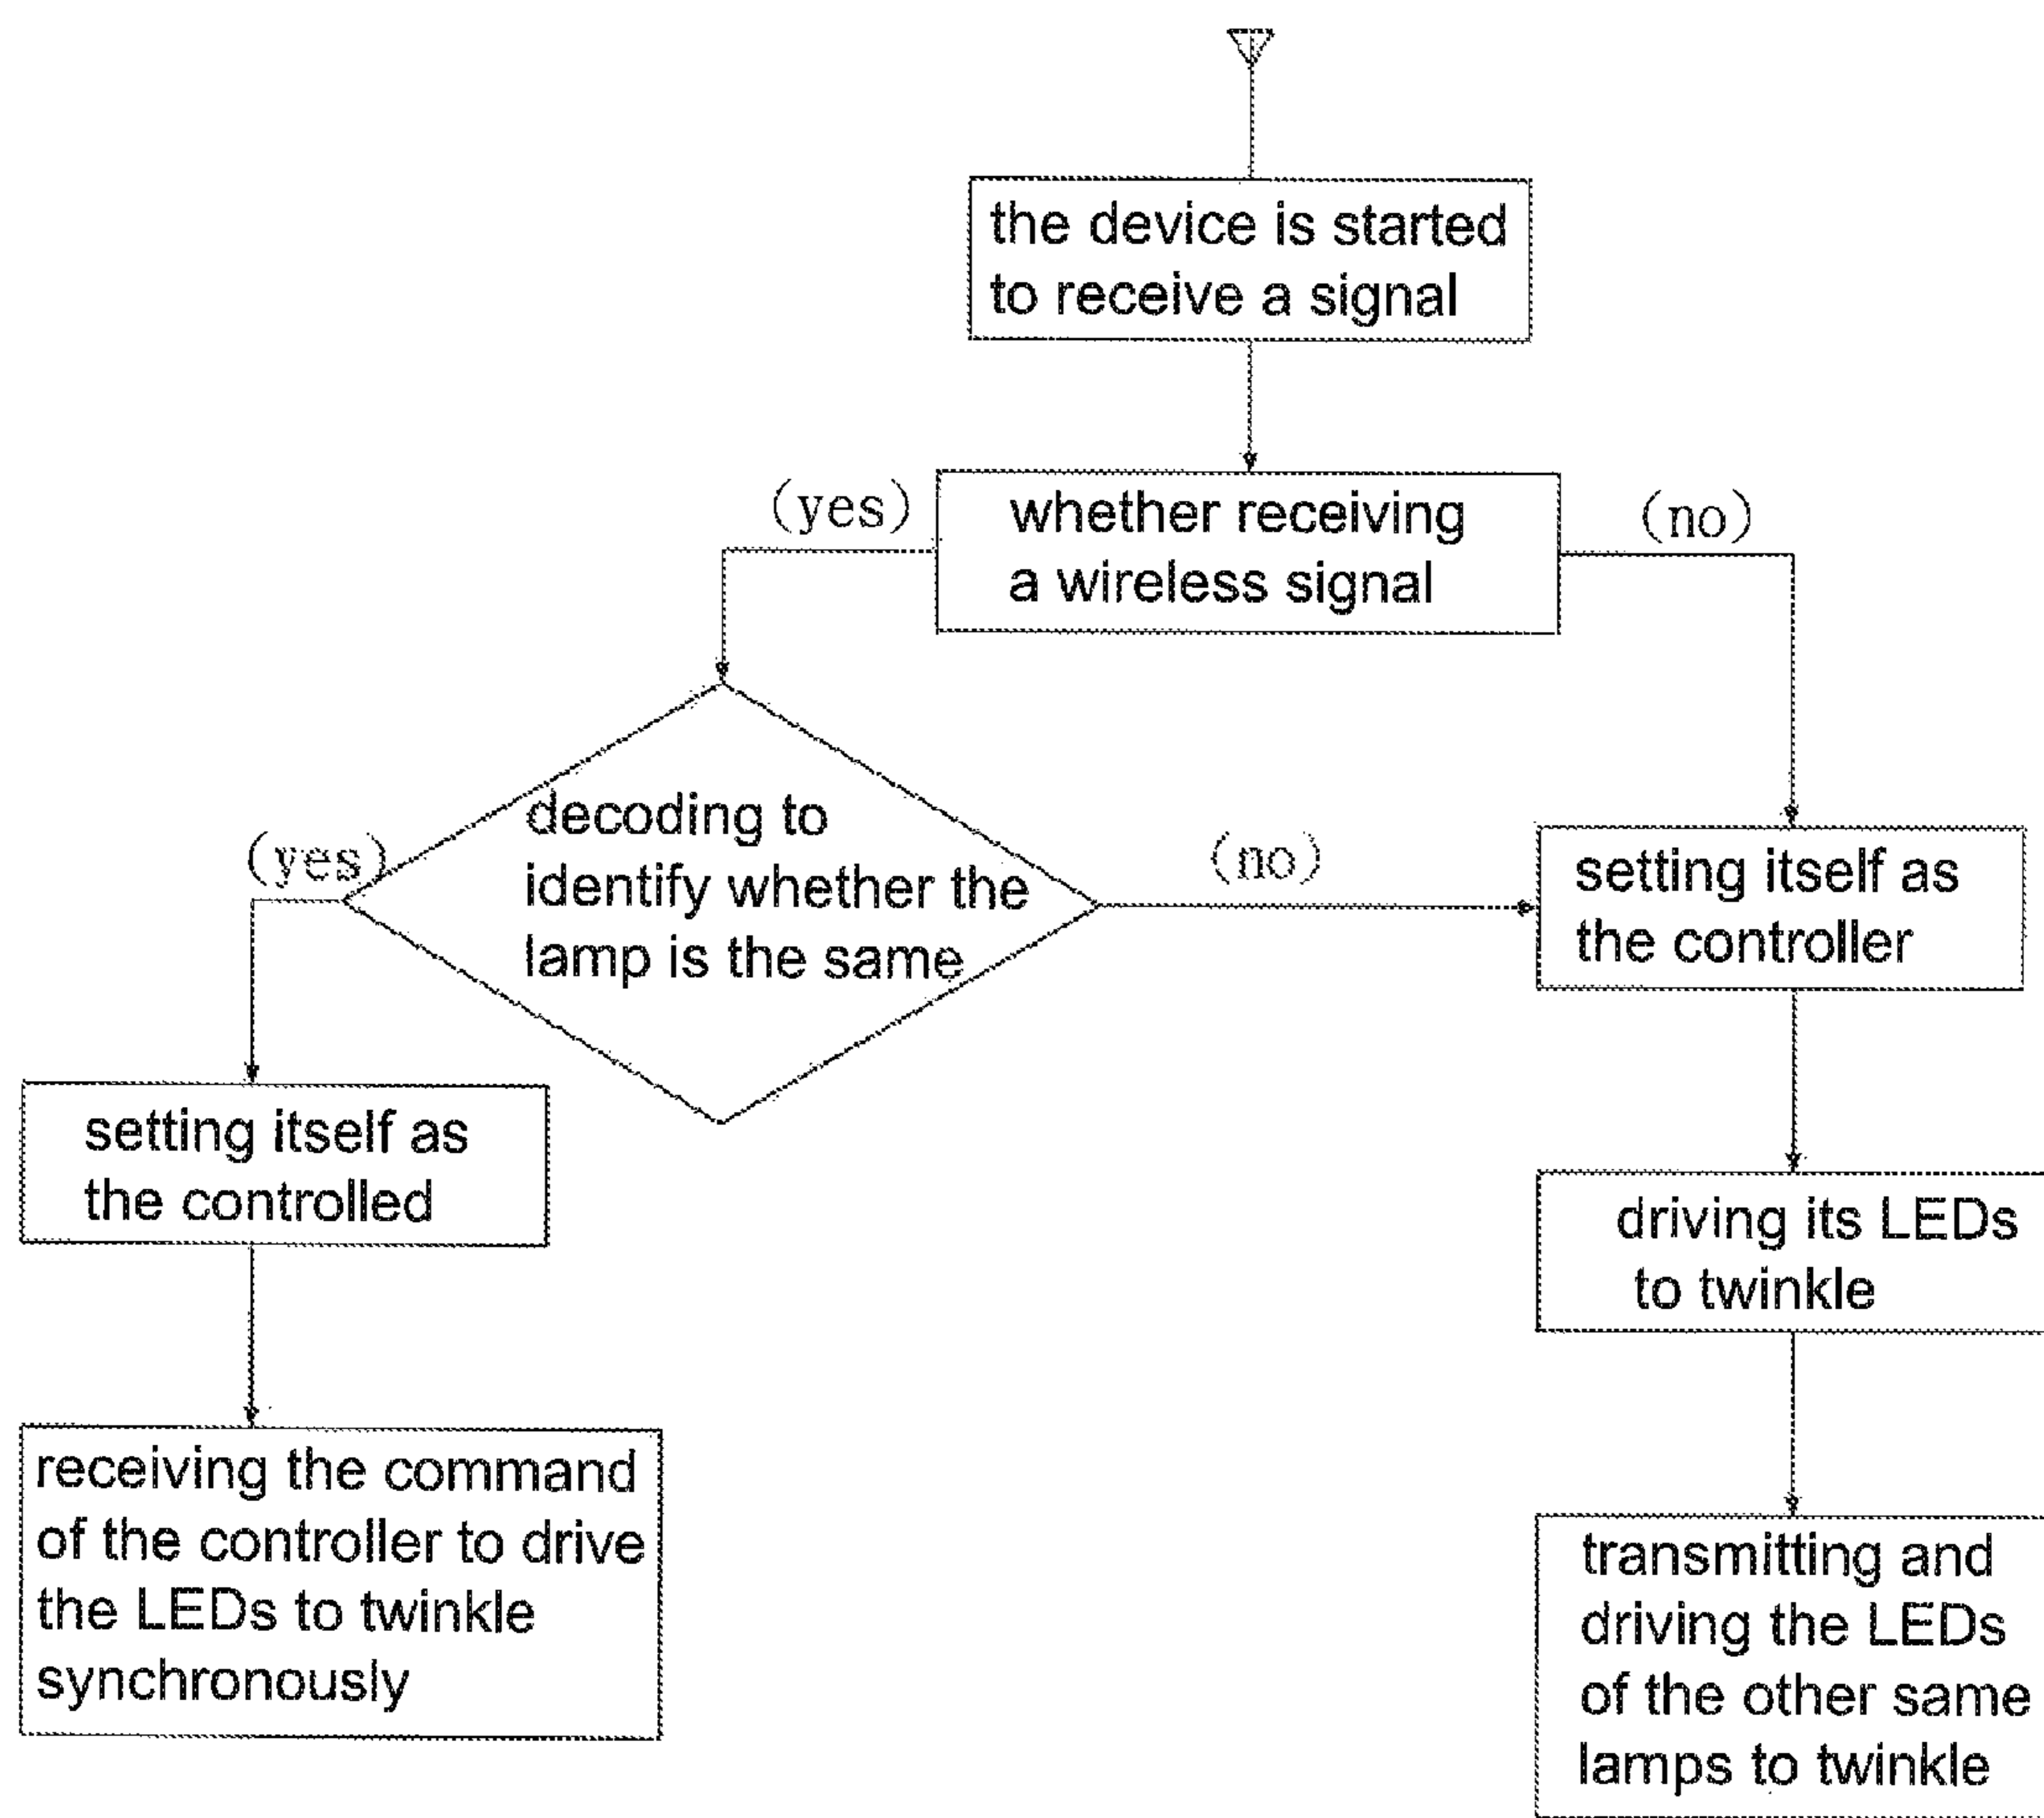 the device is started
to receive a signal
(yes)
whether receiving
a wireless signal
(no)
decoding to
identify whether the
lamp is the same
(yes)
(no)
setting itself as
the controller
setting itself as
the controlled
driving its LEDs
to twinkle
receiving the command
of the controller to drive
the LEDs to twinkle
synchronously
transmitting and
driving the LEDs
of the other same
lamps to twinkle